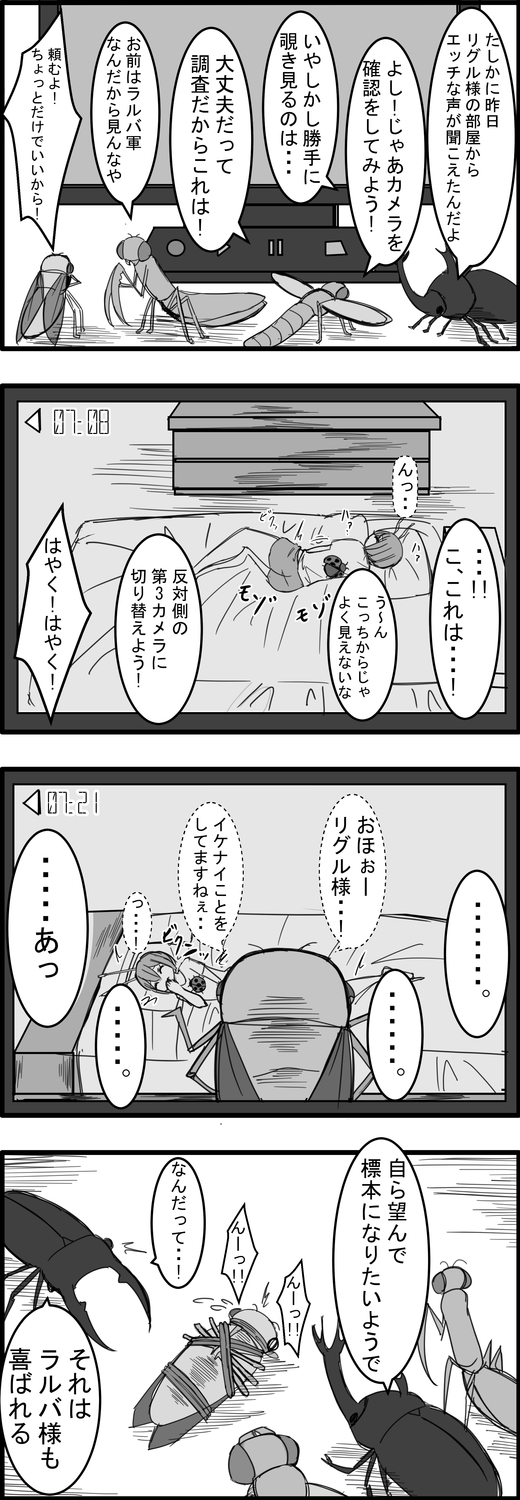 たしかに昨日
リグル様の部屋から
エッチな声が聞こえたんだよ
よし！じゃあカメラを
確認をしてみよう！
いやしかし勝手に
覗き見るのは・・・
大丈夫だって
調査だからこれは！
お前はラルバ軍
なんだから見んなや
頼むよ！
ちょっとだけでいいから！
07:08
んっ・・
・・・!!
こ、これは・・・！
う～ん
こっちからじゃ
よく見えないな
ビクッ
モゾ
モゾ
反対側の
第３カメラに
切り替えよう！
はやく！はやく！
07:21
・・・・・・・。
おほぉー
リグル様・・！
イケナイことを
してますねぇ・・
っ・・・！
ビクンッ
・・・・・。
・・・・・。
・・・・・あっ
自ら望んで
標本になりたいようで
んーっ!!
んーっ!!
なんだって・・！
それは
ラルバ様も
喜ばれる